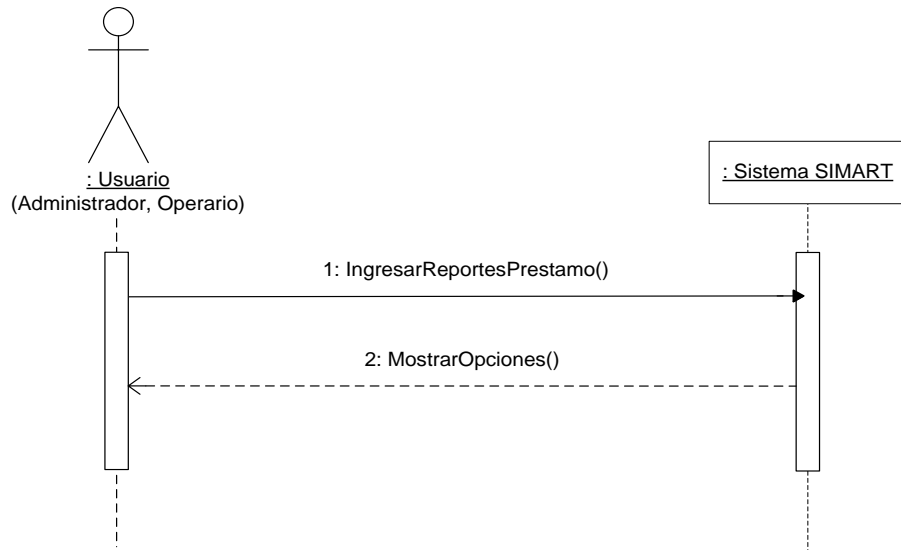 : Usuario
(Administrador, Operario)
: Sistema SIMART
1: IngresarReportesPrestamo()
2: MostrarOpciones()